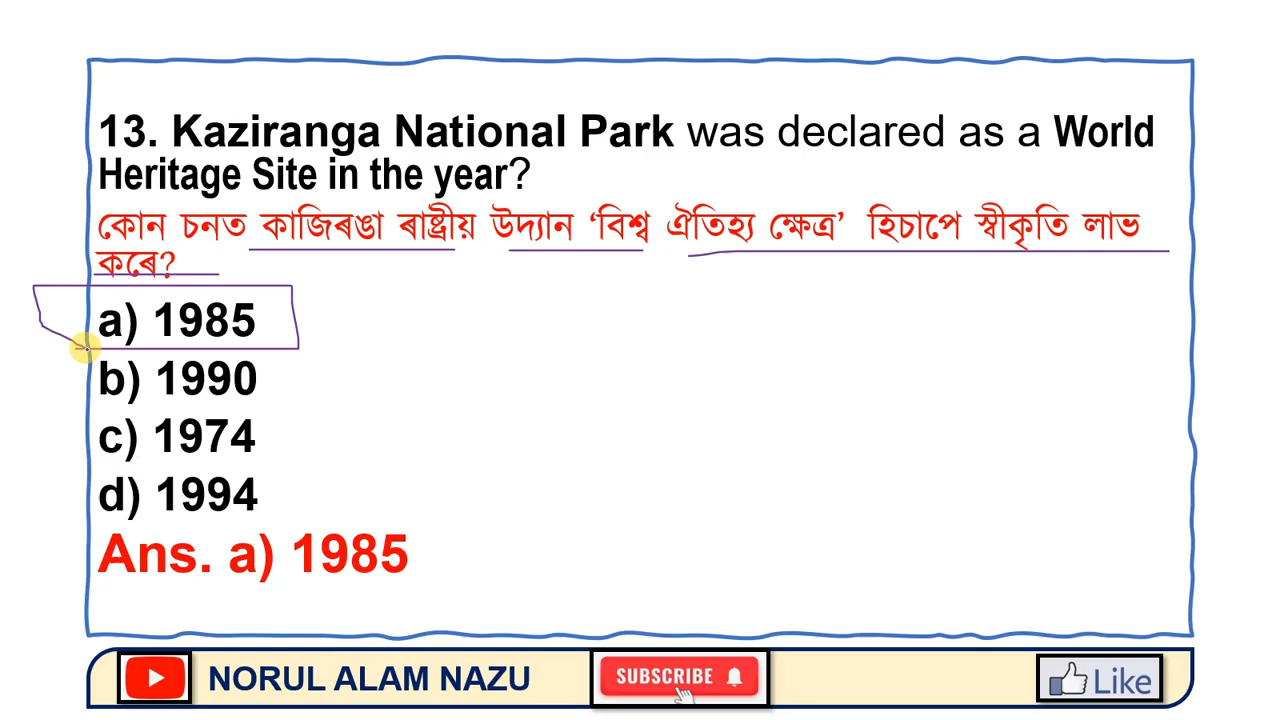 13. Kaziranga National Park was declared as a World
Heritage Site in the year?
কোন চনত কাজিৰঙা ৰাষ্ট্ৰীয় উদ্যান ‘বিশ্ব ঐতিহ্য ক্ষেত্ৰ’ হিচাপে স্বীকৃতি লাভ
কৰে?
a) 1985
b) 1990
c) 1974
d) 1994
Ans. a) 1985
NORUL ALAM NAZU
SUBSCRIBE
Like